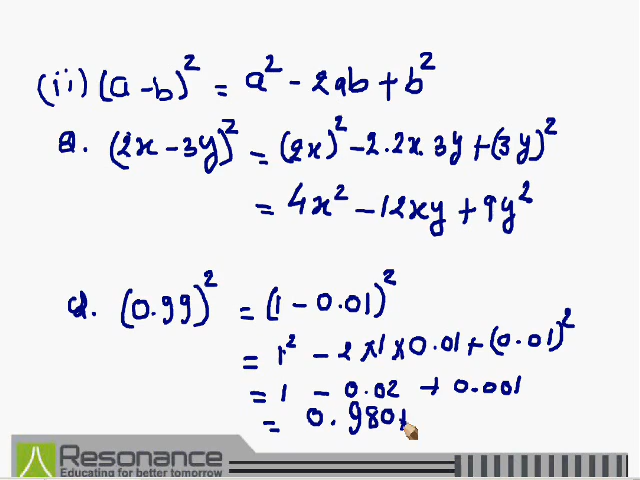 (ii) (a - b)² = a² - 2ab + b²
a. (2x - 3y)² = (2x)² - 2.2x.3y + (3y)²
= 4x² - 12xy + 9y²
d. (0.99)² = (1 - 0.01)²
= 1² - 2×1×0.01 + (0.01)²
= 1 - 0.02 + 0.001
= 0.9801
Resonance
Educating for better tomorrow